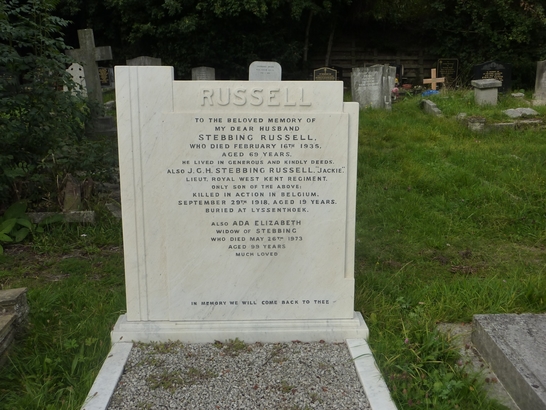 RUSSELL
TO THE BELOVED MEMORY OF
MY DEAR HUSBAND
STEBBING RUSSELL,
WHO DIED FEBRUARY 16TH 1935,
AGED 69 YEARS,
HE LIVED IN GENEROUS AND KINDLY DEEDS.
ALSO J.G.H. STEBBING RUSSELL, "JACKIE"
LIEUT. ROYAL WEST KENT REGIMENT.
ONLY SON OF THE ABOVE;
KILLED IN ACTION IN BELGIUM,
SEPTEMBER 29TH 1918, AGED 19 YEARS.
BURIED AT LYSSENTHOEK.
ALSO ADA ELIZABETH
WIDOW OF STEBBING
WHO DIED MAY 26TH 1973
AGED 99 YEARS
MUCH LOVED
IN MEMORY WE WILL COME BACK TO THEE